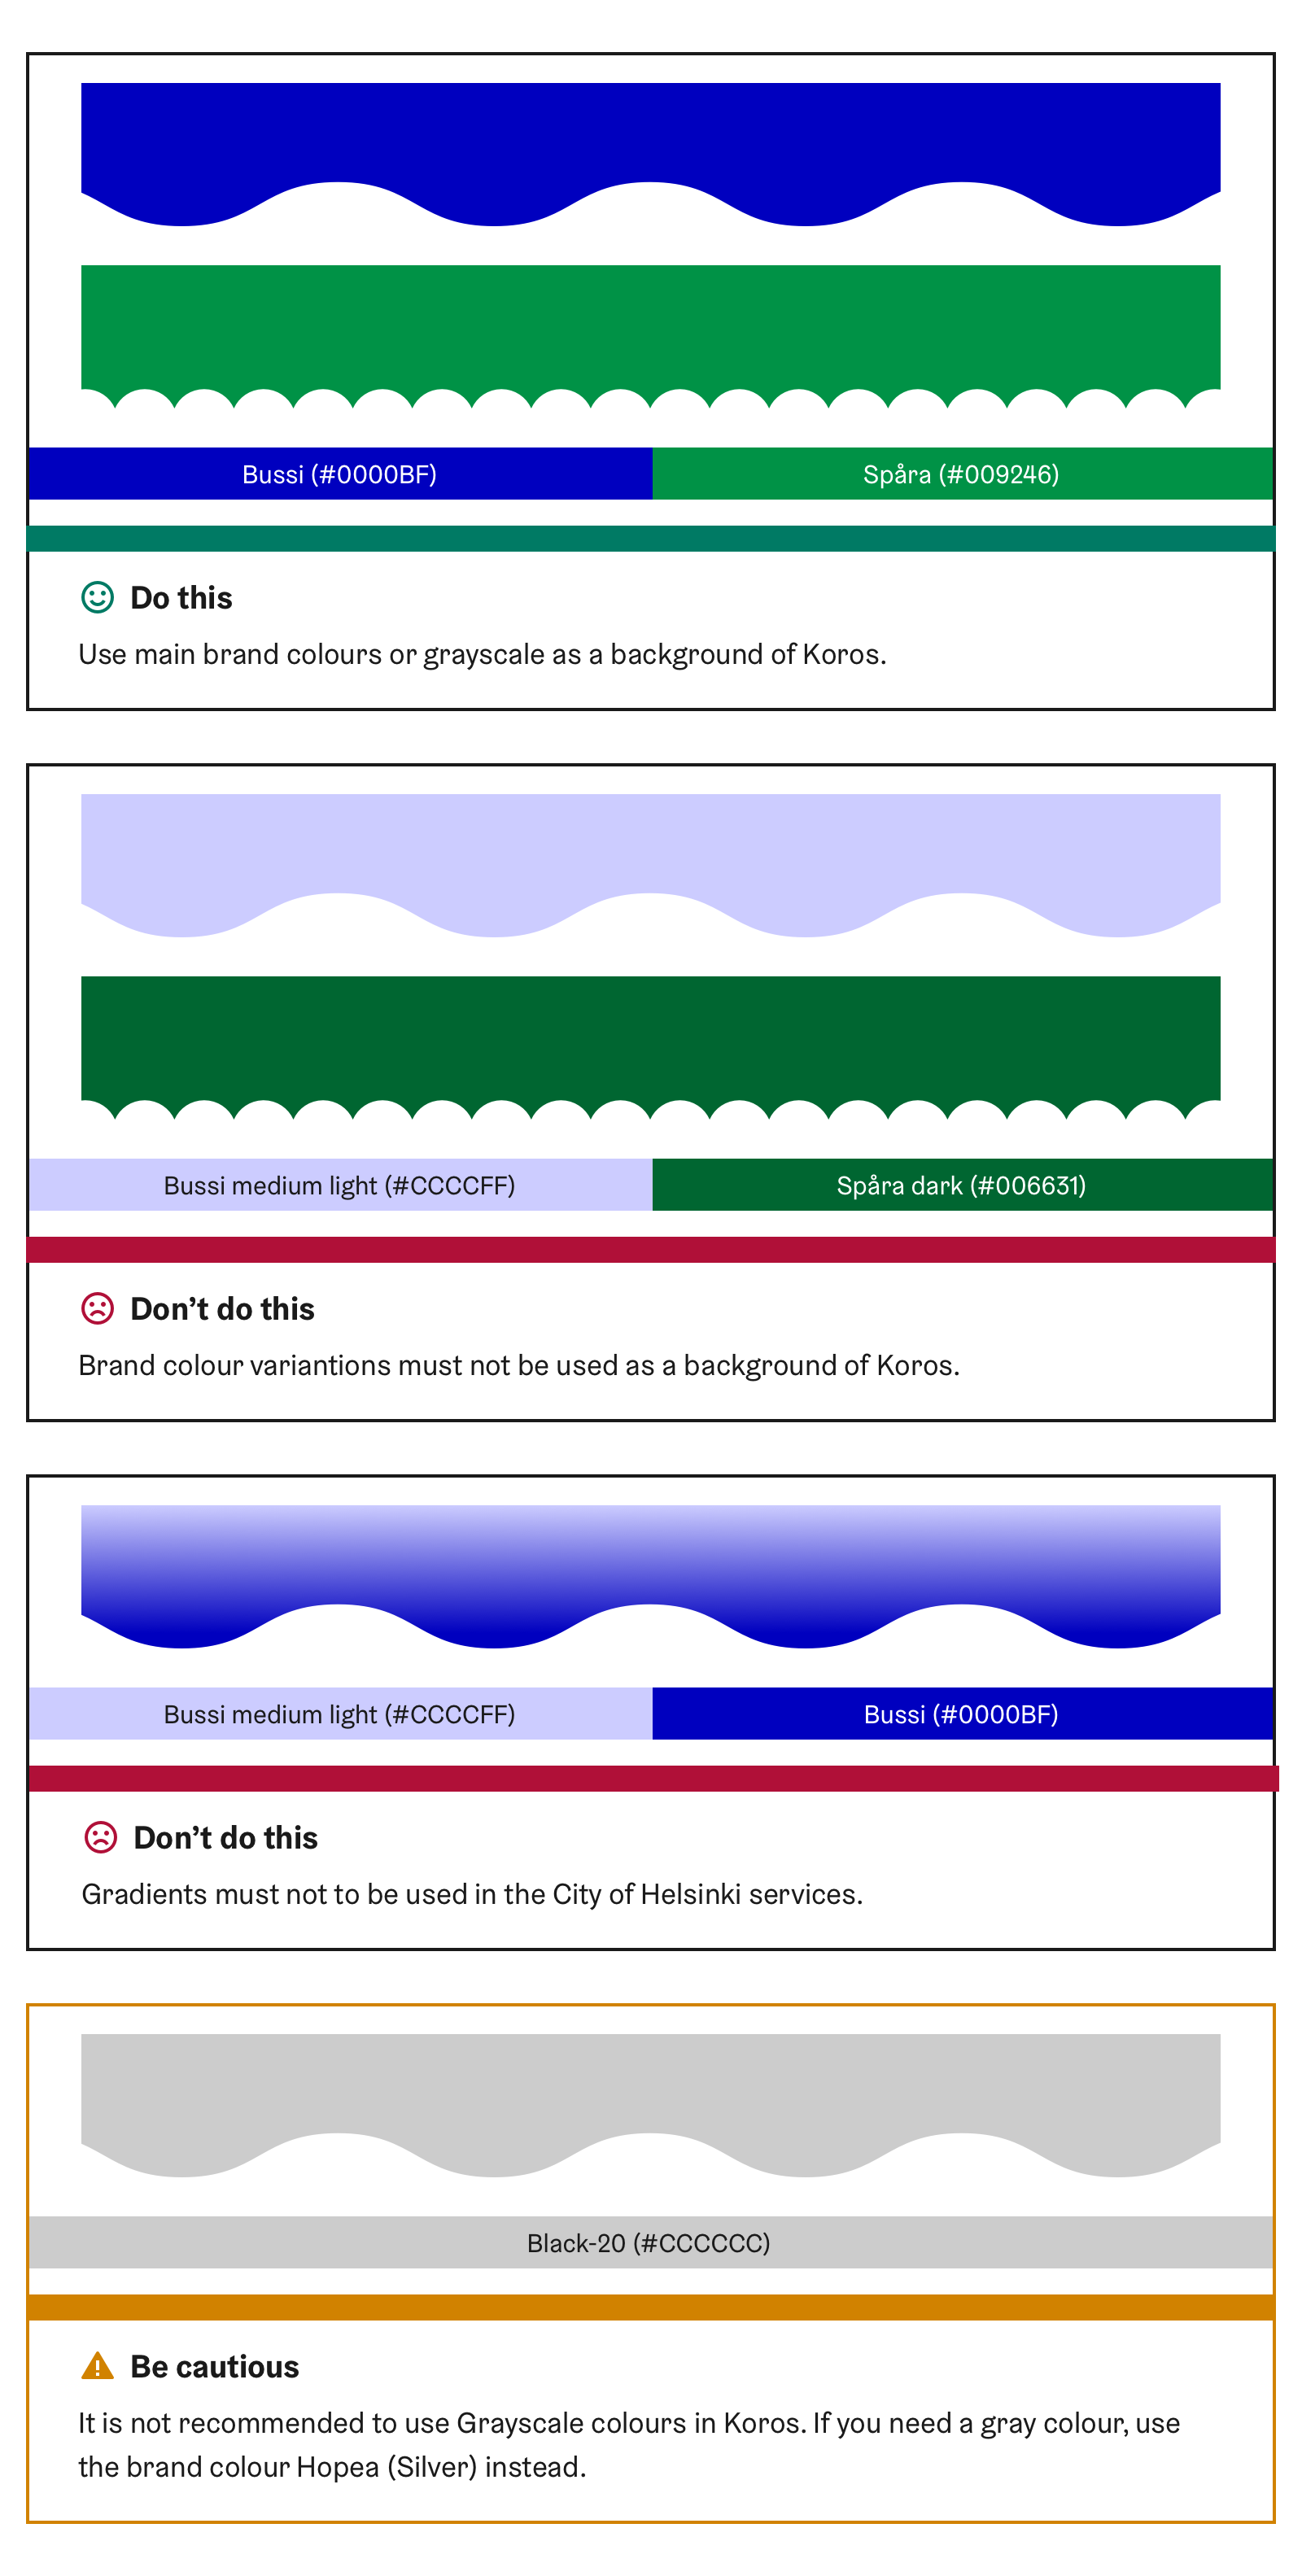 Bussi (#0000BF)
Spåra (#009246)
Do this
Use main brand colours or grayscale as a background of Koros.
Bussi medium light (#CCCCFF)
Spåra dark (#006631)
Don’t do this
Brand colour variantions must not be used as a background of Koros.
Bussi medium light (#CCCCFF)
Bussi (#0000BF)
Don’t do this
Gradients must not to be used in the City of Helsinki services.
Black-20 (#CCCCCC)
Be cautious
It is not recommended to use Grayscale colours in Koros. If you need a gray colour, use
the brand colour Hopea (Silver) instead.